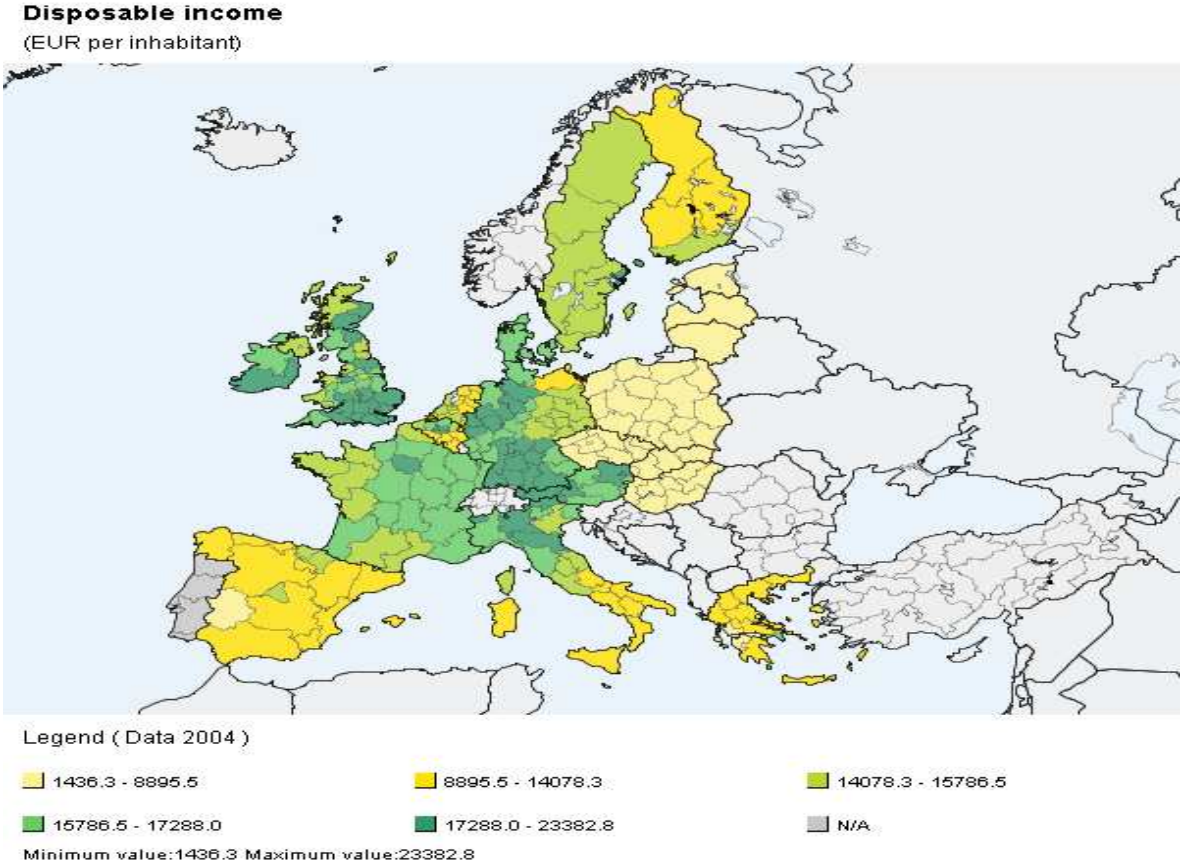 Disposable income
(EUR per inhabitant)
Legend ( Data 2004 )
1436.3 - 8895.5
8895.5 - 14078.3
14078.3 - 15786.5
15786.5 - 17288.0
17288.0 - 23382.8
N/A
Minimum value:1436.3 Maximum value:23382.8